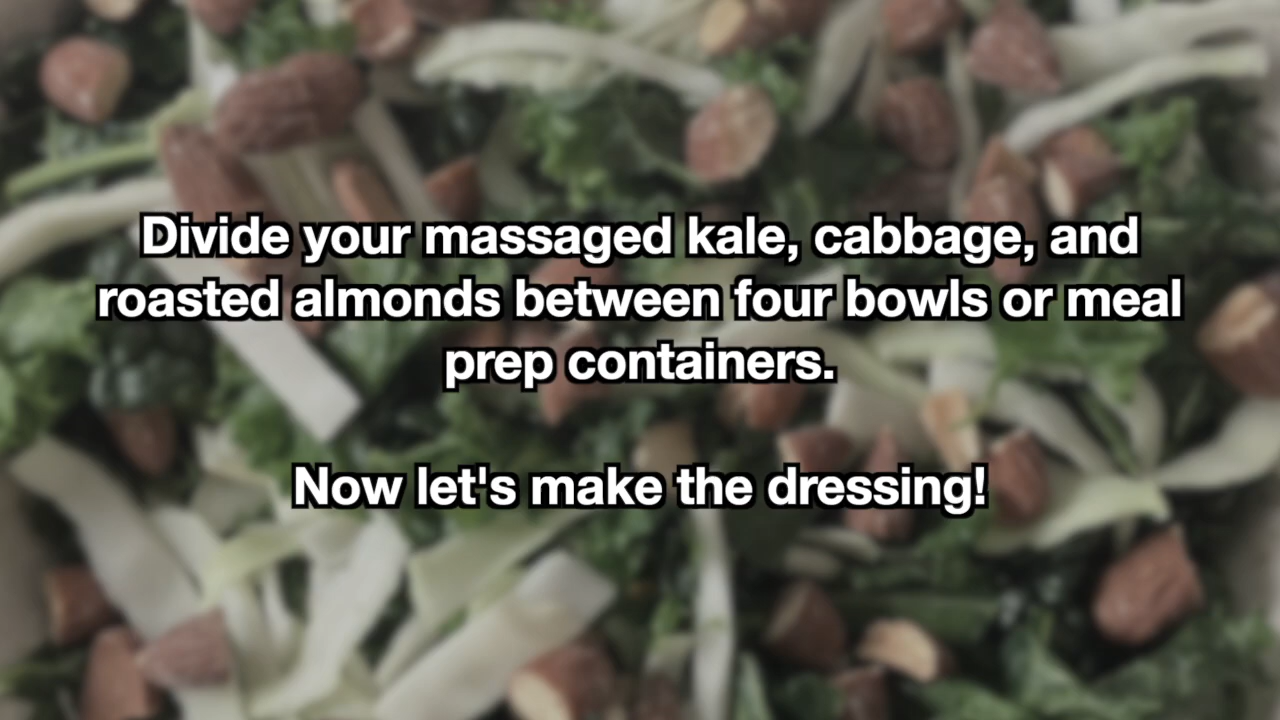 Divide your massaged kale, cabbage, and
roasted almonds between four bowls or meal
prep containers.
Now let's make the dressing!